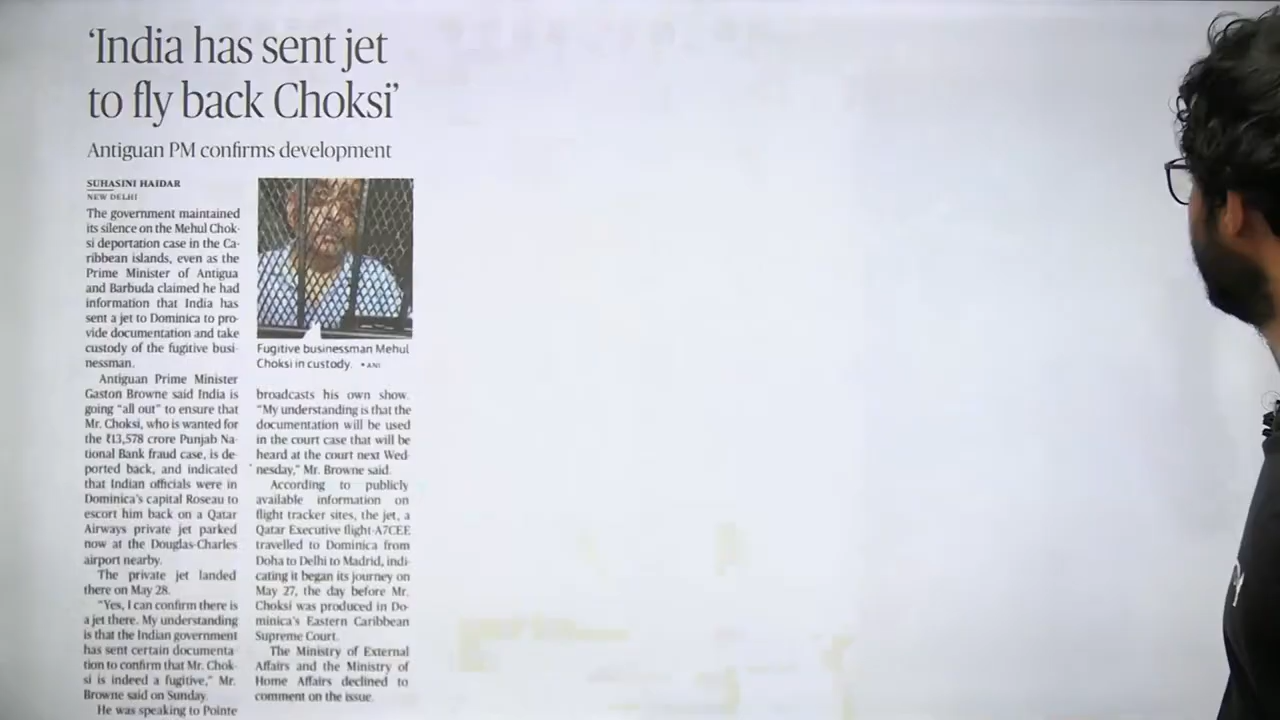 ‘India has sent jet
to fly back Choksi’
Antiguan PM confirms development
SUHASINI HAIDAR
NEW DELHI
The government maintained
its silence on the Mehul Chok-
si deportation case in the Ca-
ribbean islands, even as the
Prime Minister of Antigua
and Barbuda claimed he had
information that India has
sent a jet to Dominica to pro-
vide documentation and take
custody of the fugitive busi-
nessman.
Antiguan Prime Minister
Gaston Browne said India is
going “all out” to ensure that
Mr. Choksi, who is wanted for
the ₹13,578 crore Punjab Na-
tional Bank fraud case, is de-
ported back, and indicated
that Indian officials were in
Dominica’s capital Roseau to
escort him back on a Qatar
Airways private jet parked
now at the Douglas-Charles
airport nearby.
The private jet landed
there on May 28.
“Yes, I can confirm there is
a jet there. My understanding
is that the Indian government
has sent certain documenta-
tion to confirm that Mr. Chok-
si is indeed a fugitive,” Mr.
Browne said on Sunday.
He was speaking to Pointe
Fugitive businessman Mehul
Choksi in custody. • ANI
broadcasts his own show.
“My understanding is that the
documentation will be used
in the court case that will be
heard at the court next Wed-
nesday,” Mr. Browne said.
According to publicly
available information on
flight tracker sites, the jet, a
Qatar Executive flight-A7CEE
travelled to Dominica from
Doha to Delhi to Madrid, indi-
cating it began its journey on
May 27, the day before Mr.
Choksi was produced in Do-
minica’s Eastern Caribbean
Supreme Court.
The Ministry of External
Affairs and the Ministry of
Home Affairs declined to
comment on the issue.